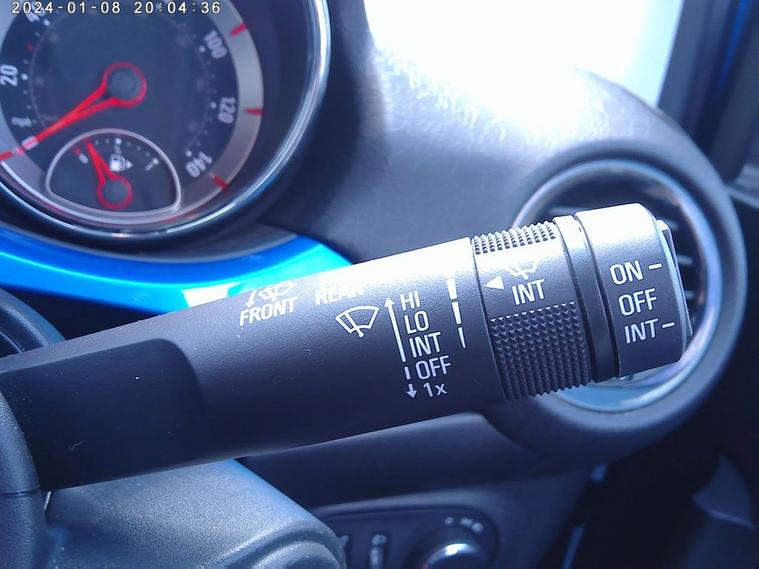 2024-01-08 20:04:36
20
100
120
140
0
FRONT REAR
HI
LO
INT
OFF
1x
INT
ON
OFF
INT